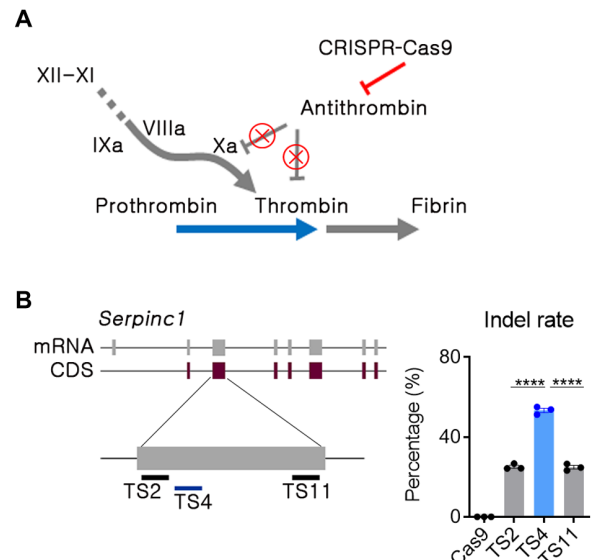 A
CRISPR-Cas9
XII–XI
Antithrombin
VIIIa
IXa
Xa
Prothrombin
Thrombin
Fibrin
B
Serpinc1
mRNA
CDS
TS2
TS4
TS11
Indel rate
Percentage (%)
80
40
0
****
****
Cas9
TS2
TS4
TS11